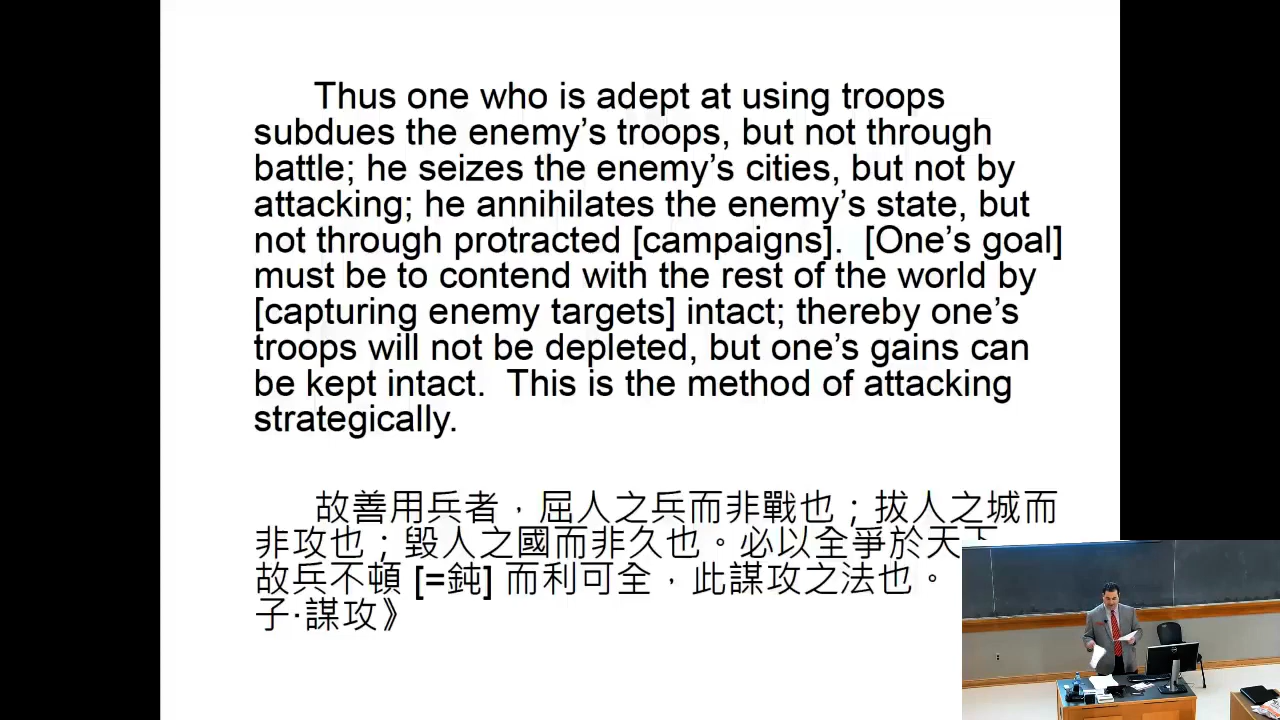 Thus one who is adept at using troops
subdues the enemy’s troops, but not through
battle; he seizes the enemy’s cities, but not by
attacking; he annihilates the enemy’s state, but
not through protracted [campaigns].  [One’s goal]
must be to contend with the rest of the world by
[capturing enemy targets] intact; thereby one’s
troops will not be depleted, but one’s gains can
be kept intact.  This is the method of attacking
strategically.
故善用兵者，屈人之兵而非戰也；拔人之城而
非攻也；毀人之國而非久也。必以全爭於天下
故兵不頓 [=鈍] 而利可全，此謀攻之法也。
子·謀攻》